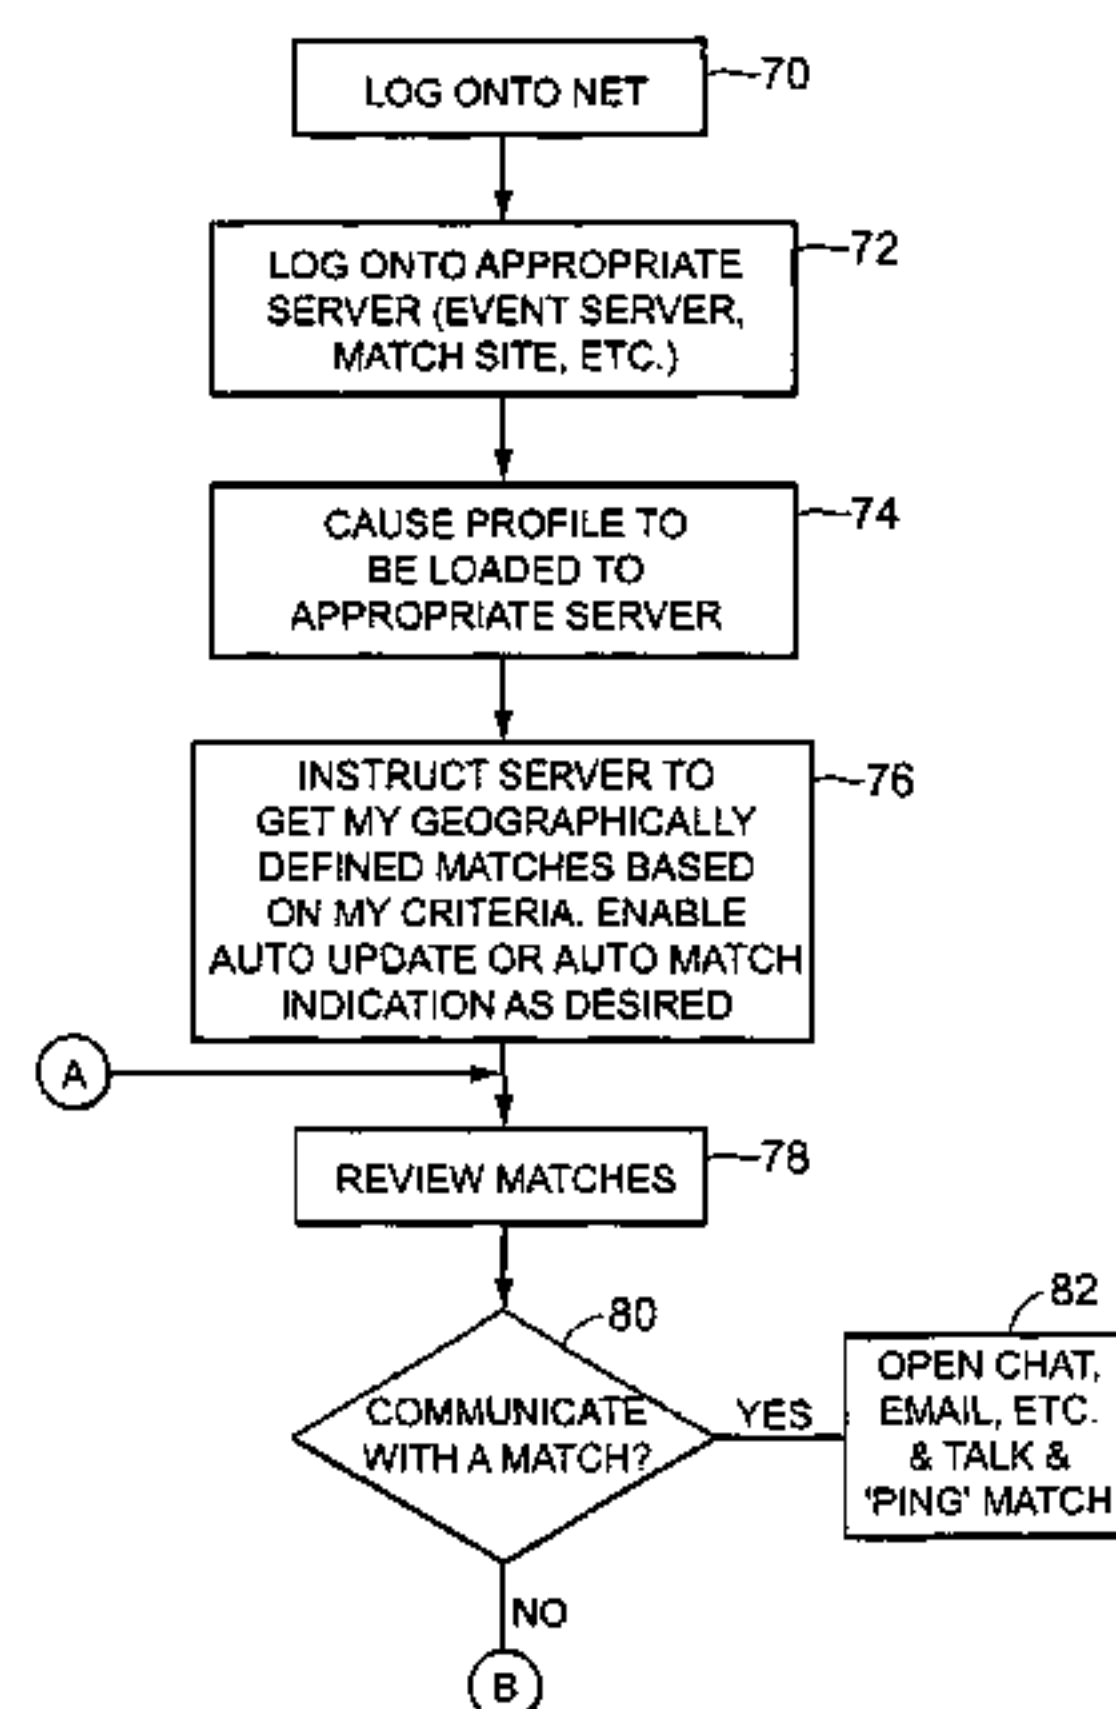 LOG ONTO NET
70
LOG ONTO APPROPRIATE
SERVER (EVENT SERVER,
MATCH SITE, ETC.)
72
CAUSE PROFILE TO
BE LOADED TO
APPROPRIATE SERVER
74
INSTRUCT SERVER TO
GET MY GEOGRAPHICALLY
DEFINED MATCHES BASED
ON MY CRITERIA. ENABLE
AUTO UPDATE OR AUTO MATCH
INDICATION AS DESIRED
76
A
REVIEW MATCHES
78
80
COMMUNICATE
WITH A MATCH?
YES
82
OPEN CHAT,
EMAIL, ETC.
& TALK &
'PING' MATCH
NO
B